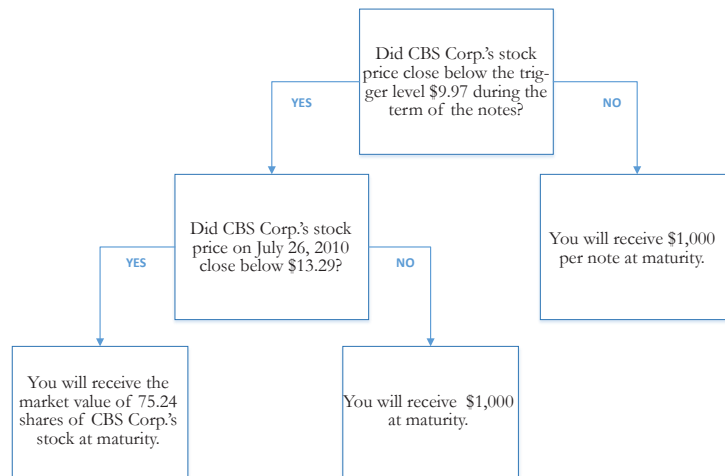 Did CBS Corp.'s stock
price close below the trig-
ger level $9.97 during the
term of the notes?
YES
NO
Did CBS Corp.'s stock
price on July 26, 2010
close below $13.29?
You will receive $1,000
per note at maturity.
YES
NO
You will receive the
market value of 75.24
shares of CBS Corp.'s
stock at maturity.
You will receive $1,000
at maturity.